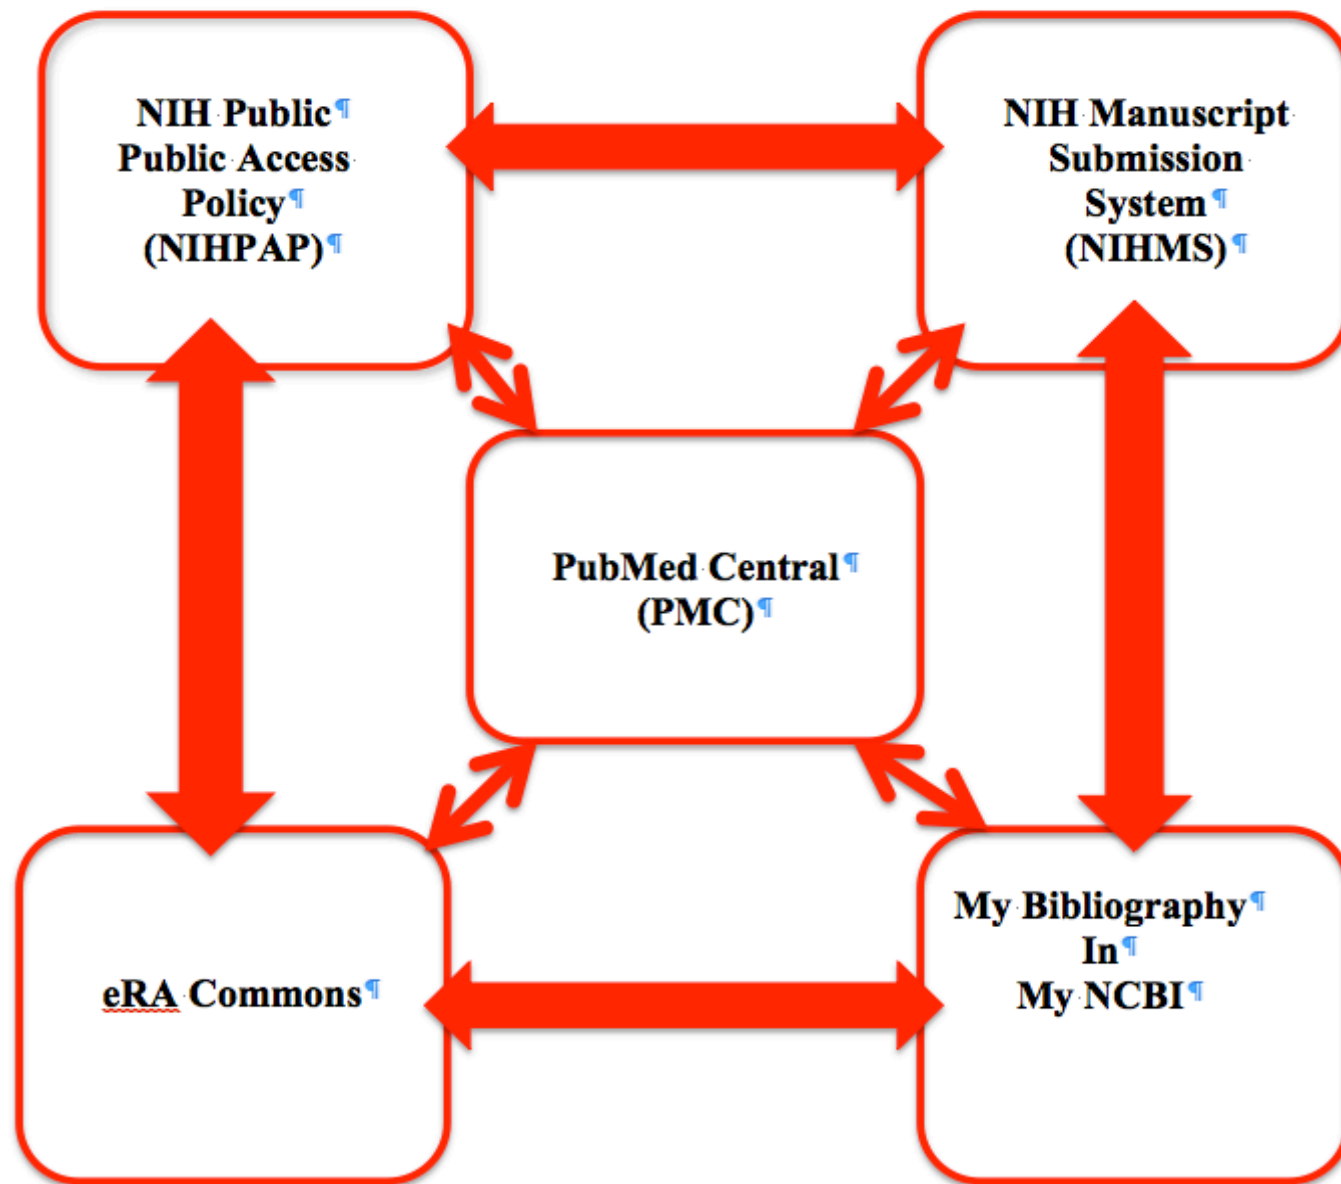 NIH Public¶
Public Access
Policy¶
(NIHPAP)¶
NIH Manuscript
Submission
System¶
(NIHMS)¶
PubMed Central¶
(PMC)¶
eRA Commons¶
My Bibliography¶
In¶
My NCBI¶